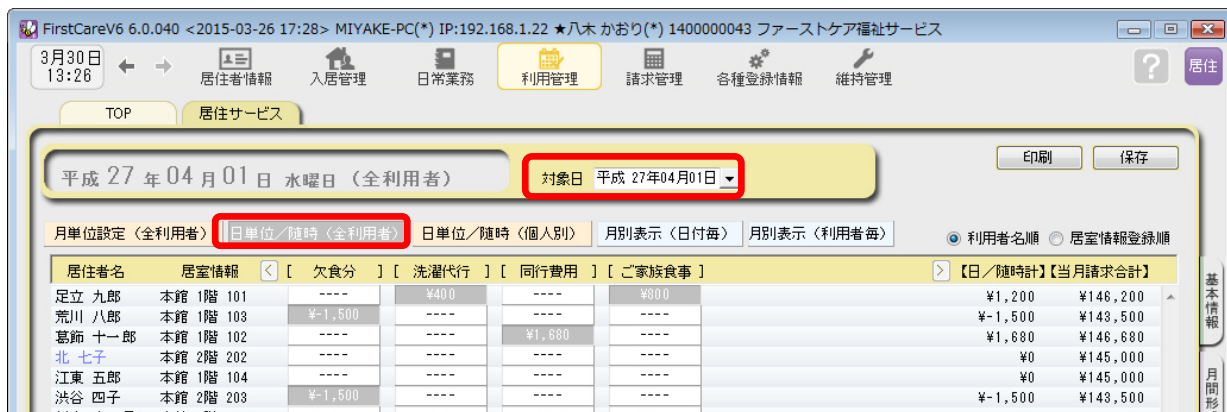 FirstCareV6 6.0.040 <2015-03-26 17:28> MIYAKE-PC(*) IP:192.168.1.22 ★八木 かおり(*) 1400000043 ファーストケア福祉サービス
3月30日
13:26
居住者情報 入居管理 日常業務 利用管理 請求管理 各種登録情報 維持管理 ? 居住
TOP 居住サービス
印刷 保存
平成 27 年 04 月 01 日 水曜日 (全利用者) 対象日 平成 27年04月01日
月単位設定 (全利用者) 日単位/随時 (全利用者) 日単位/随時 (個人別) 月別表示 (日付毎) 月別表示 (利用者毎) 利用者名順 居室情報登録順
居住者名 居室情報 < [ 欠食分 ] [ 洗濯代行 ] [ 同行費用 ] [ ご家族食事 ] > 【日/随時計】【当月請求合計】
足立 九郎 本館 1階 101 ---- ¥400 ---- ¥800 ¥1,200 ¥146,200
荒川 八郎 本館 1階 103 ¥-1,500 ---- ---- ---- ¥-1,500 ¥143,500
葛飾 十一郎 本館 1階 102 ---- ---- ¥1,680 ---- ¥1,680 ¥146,680
北 七子 本館 2階 202 ---- ---- ---- ---- ¥0 ¥145,000
江東 五郎 本館 1階 104 ---- ---- ---- ---- ¥0 ¥145,000
渋谷 四子 本館 2階 203 ¥-1,500 ---- ---- ---- ¥-1,500 ¥143,500
基本情報
月間形